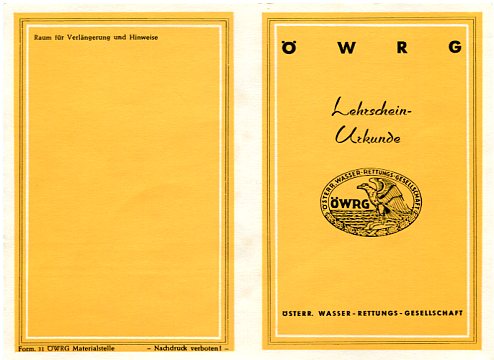 Raum für Verlängerung und Hinweise
Form. 11 ÖWRG Materialstelle – Nachdruck verboten! –
Ö W R G
Lehrschein-
Urkunde
ÖSTERR. WASSER-RETTUNGS-GESELLSCHAFT
ÖWRG
ÖSTERR. WASSER-RETTUNGS-GESELLSCHAFT